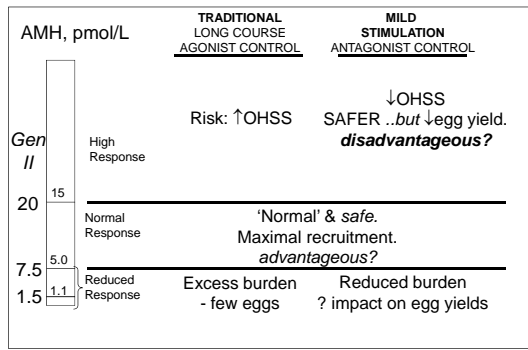 AMH, pmol/L
TRADITIONAL
LONG COURSE
AGONIST CONTROL
MILD
STIMULATION
ANTAGONIST CONTROL
Gen
II
High
Response
Risk: ↑OHSS
↓OHSS
SAFER ..but ↓egg yield.
disadvantageous?
20
15
Normal
Response
'Normal' & safe.
Maximal recruitment.
advantageous?
7.5
5.0
1.5
1.1
Reduced
Response
Excess burden
- few eggs
Reduced burden
? impact on egg yields